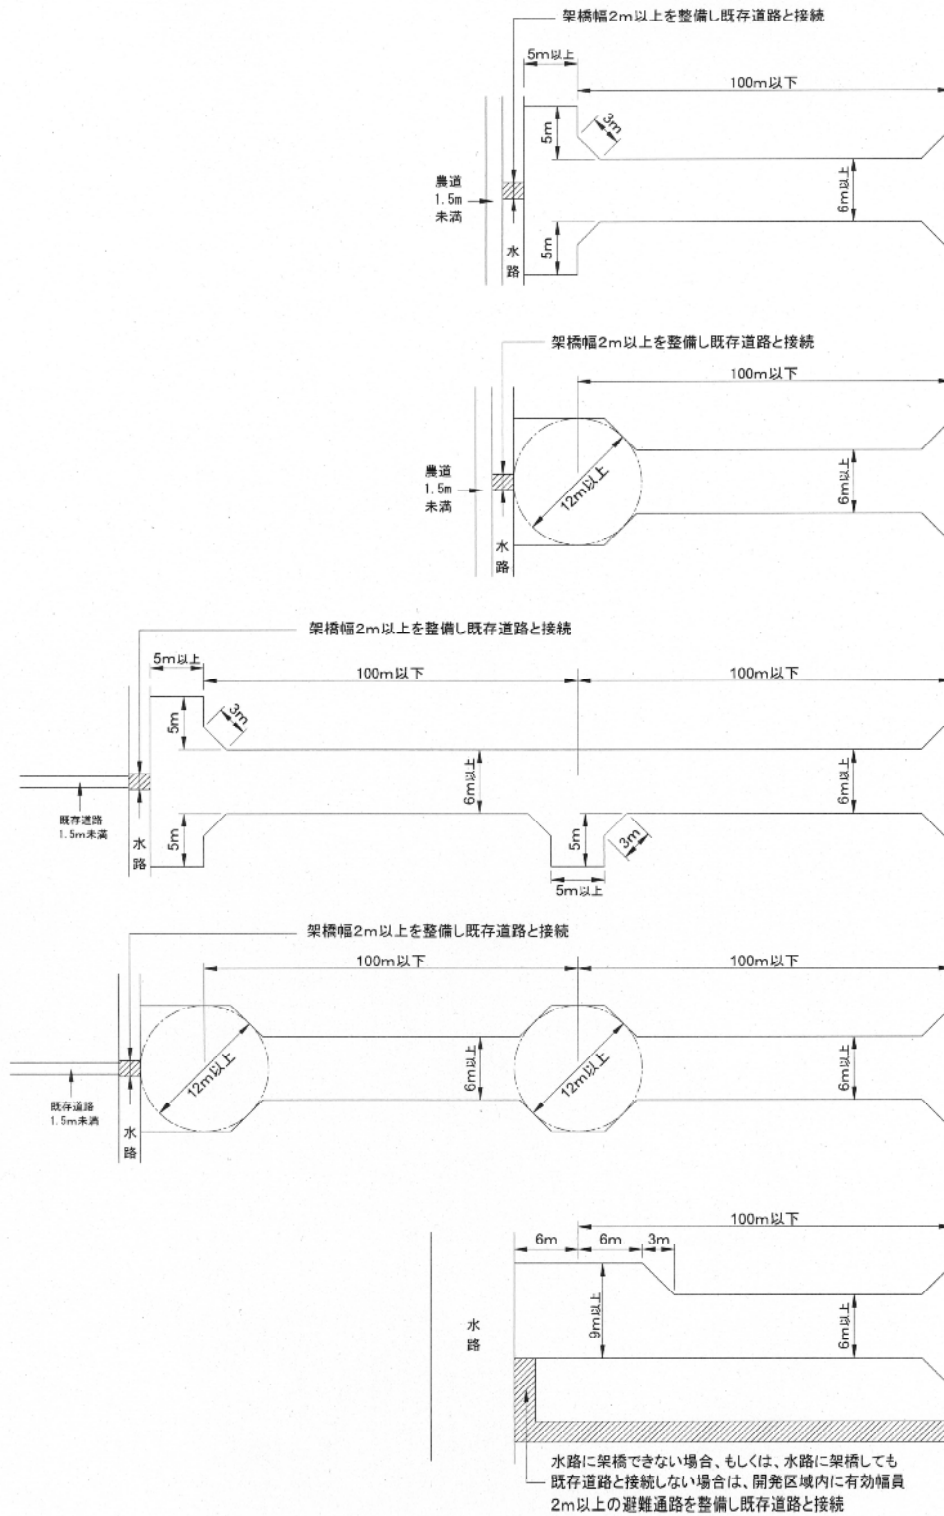 架橋幅2m以上を整備し既存道路と接続
5m以上
100m以下
3m
5m
農道
1.5m
未満
6m以上
5m
水
路
架橋幅2m以上を整備し既存道路と接続
100m以下
農道
1.5m
未満
12m以上
6m以上
水
路
架橋幅2m以上を整備し既存道路と接続
5m以上
100m以下
100m以下
3m
5m
6m以上
6m以上
既存道路
1.5m未満
水
路
5m
5m
3m
5m以上
架橋幅2m以上を整備し既存道路と接続
100m以下
100m以下
12m以上
6m以上
12m以上
6m以上
既存道路
1.5m未満
水
路
100m以下
6m
6m
3m
9m以上
6m以上
水
路
水路に架橋できない場合、もしくは、水路に架橋しても
既存道路と接続しない場合は、開発区域内に有効幅員
2m以上の避難通路を整備し既存道路と接続